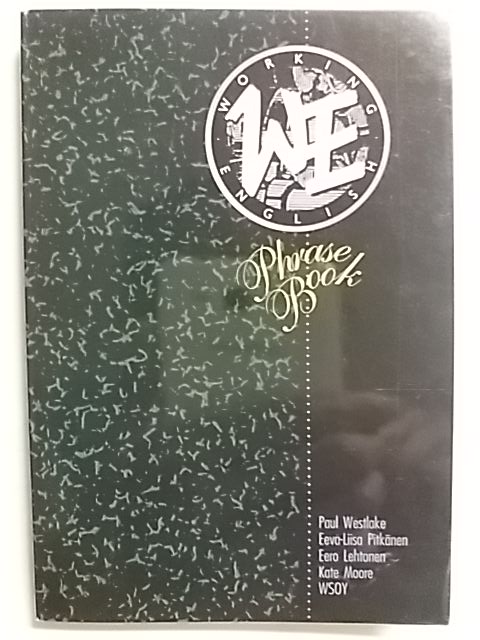 WORKING
WE
ENGLISH
Phrase
Book
Paul Westlake
Eeva-Liisa Pitkänen
Eero Lehtonen
Kate Moore
WSOY